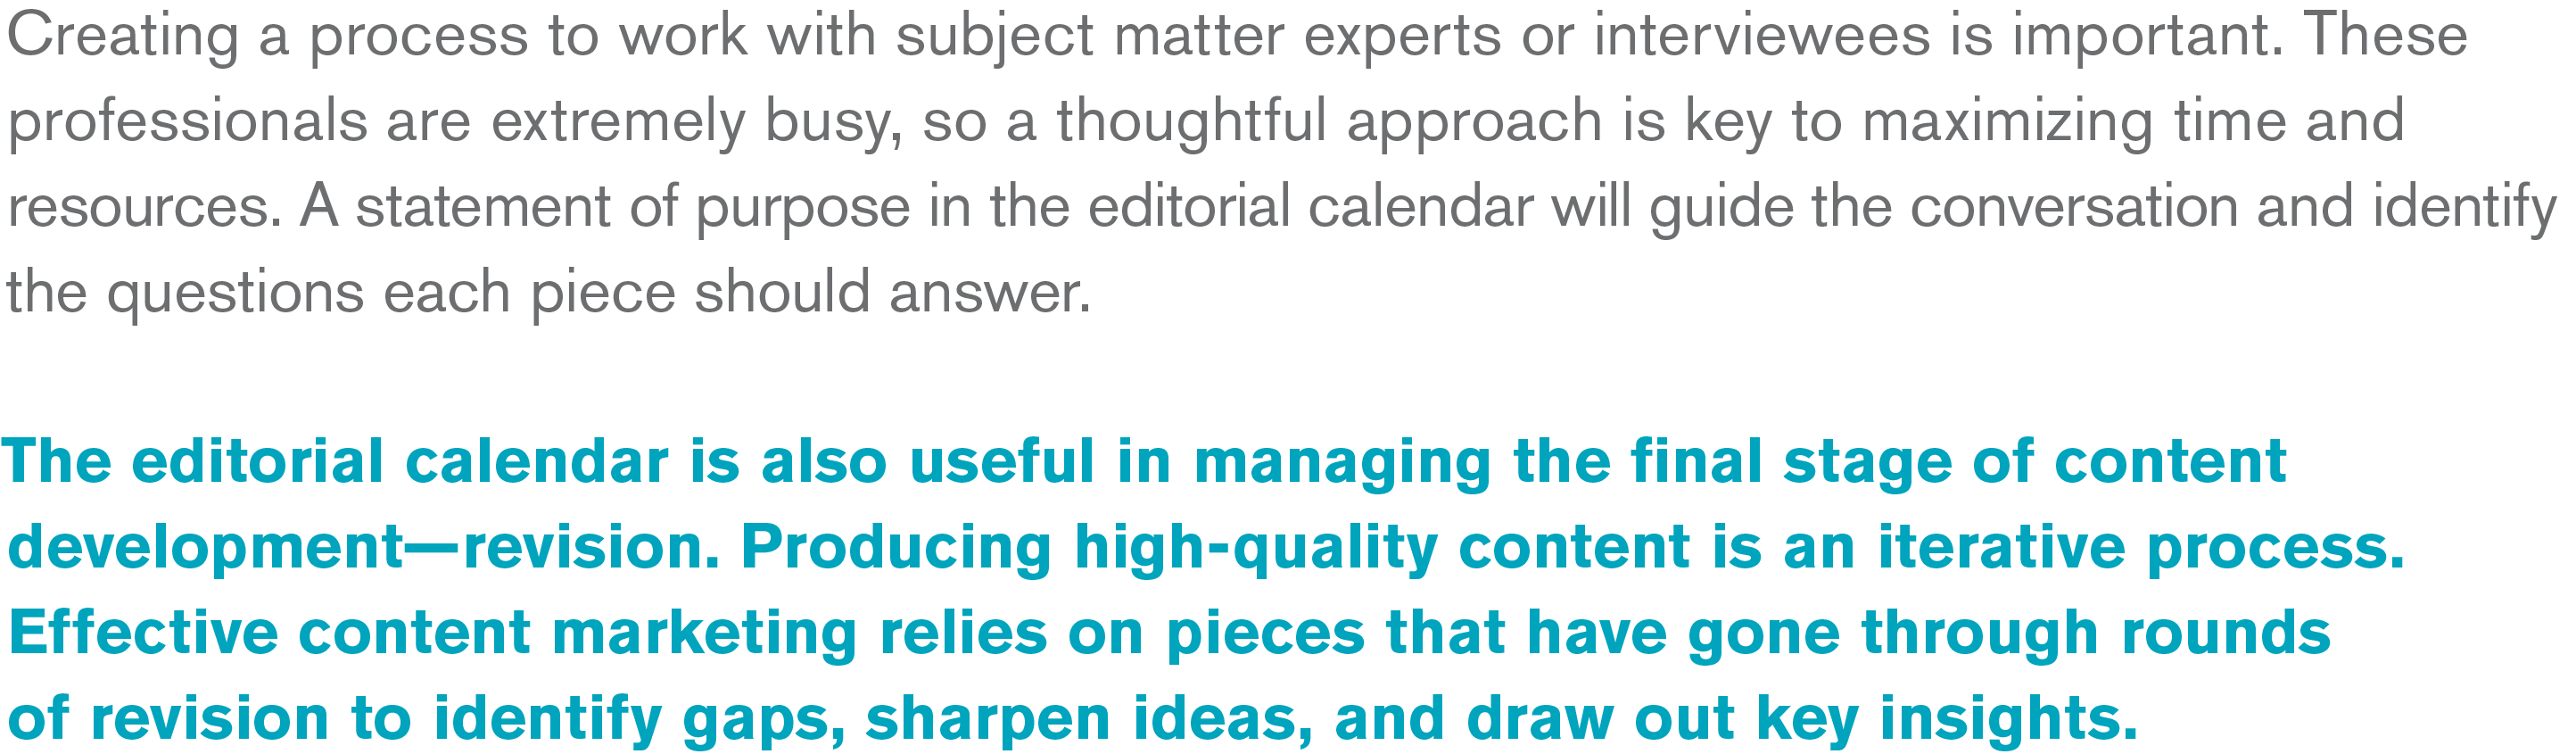 Creating a process to work with subject matter experts or interviewees is important. These
professionals are extremely busy, so a thoughtful approach is key to maximizing time and
resources. A statement of purpose in the editorial calendar will guide the conversation and identify
the questions each piece should answer.
The editorial calendar is also useful in managing the final stage of content
development—revision. Producing high-quality content is an iterative process.
Effective content marketing relies on pieces that have gone through rounds
of revision to identify gaps, sharpen ideas, and draw out key insights.